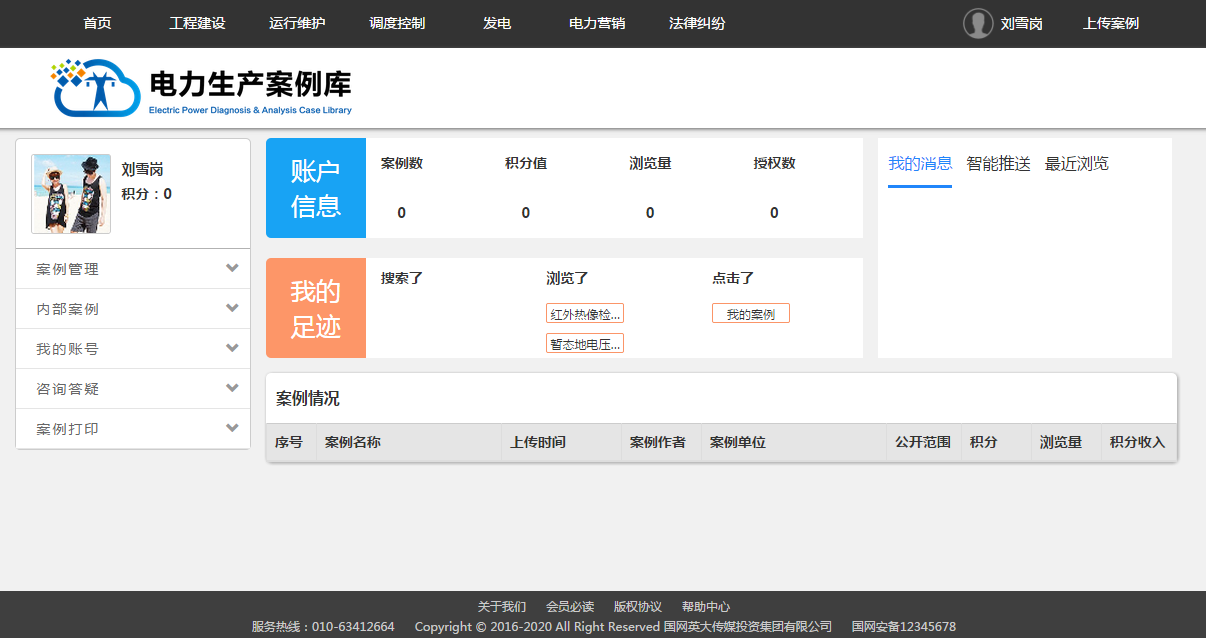 首页 工程建设 运行维护 调度控制 发电 电力营销 法律纠纷 刘雪岗 上传案例
电力生产案例库
Electric Power Diagnosis & Analysis Case Library
刘雪岗
积分：0
案例管理
内部案例
我的账号
咨询答疑
案例打印
账户
信息
案例数 积分值 浏览量 授权数
0 0 0 0
我的
足迹
搜索了 浏览了 点击了
红外热像检... 我的案例
暂态地电压...
我的消息 智能推送 最近浏览
案例情况
序号 案例名称 上传时间 案例作者 案例单位 公开范围 积分 浏览量 积分收入
关于我们 会员必读 版权协议 帮助中心
服务热线：010-63412664 Copyright © 2016-2020 All Right Reserved 国网英大传媒投资集团有限公司 国网安备12345678